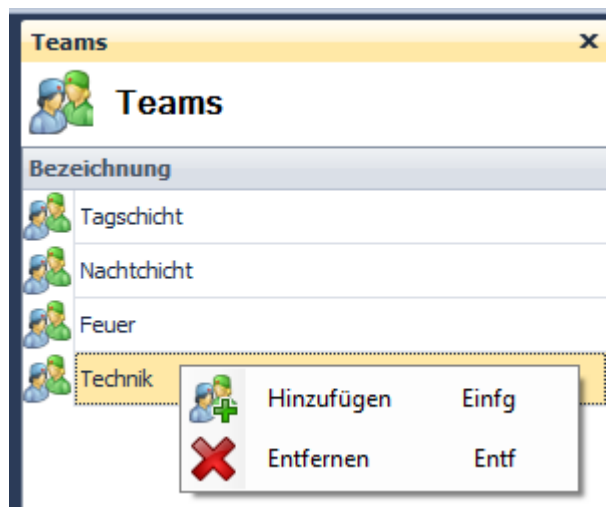 Teams
Teams
Bezeichnung
Tagschicht
Nachtchicht
Feuer
Technik
Hinzufügen Einfg
Entfernen Entf